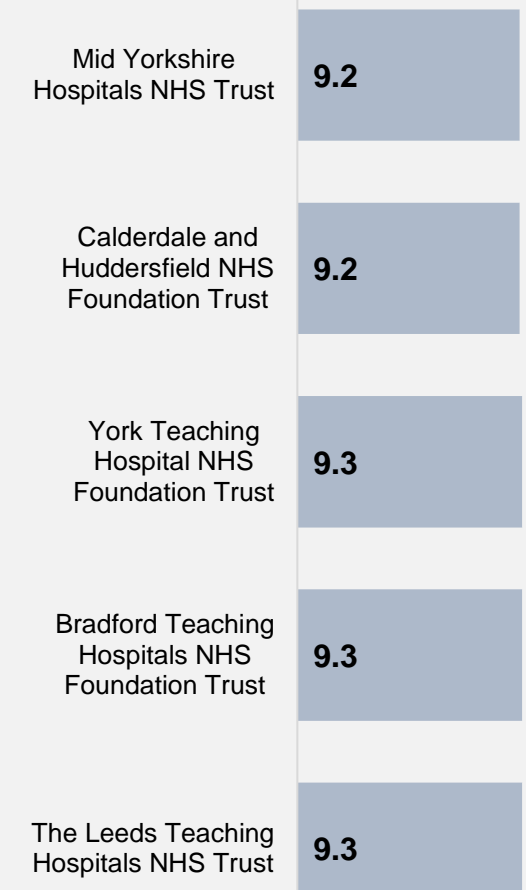 Mid Yorkshire
Hospitals NHS Trust
9.2
Calderdale and
Huddersfield NHS
Foundation Trust
9.2
York Teaching
Hospital NHS
Foundation Trust
9.3
Bradford Teaching
Hospitals NHS
Foundation Trust
9.3
The Leeds Teaching
Hospitals NHS Trust
9.3